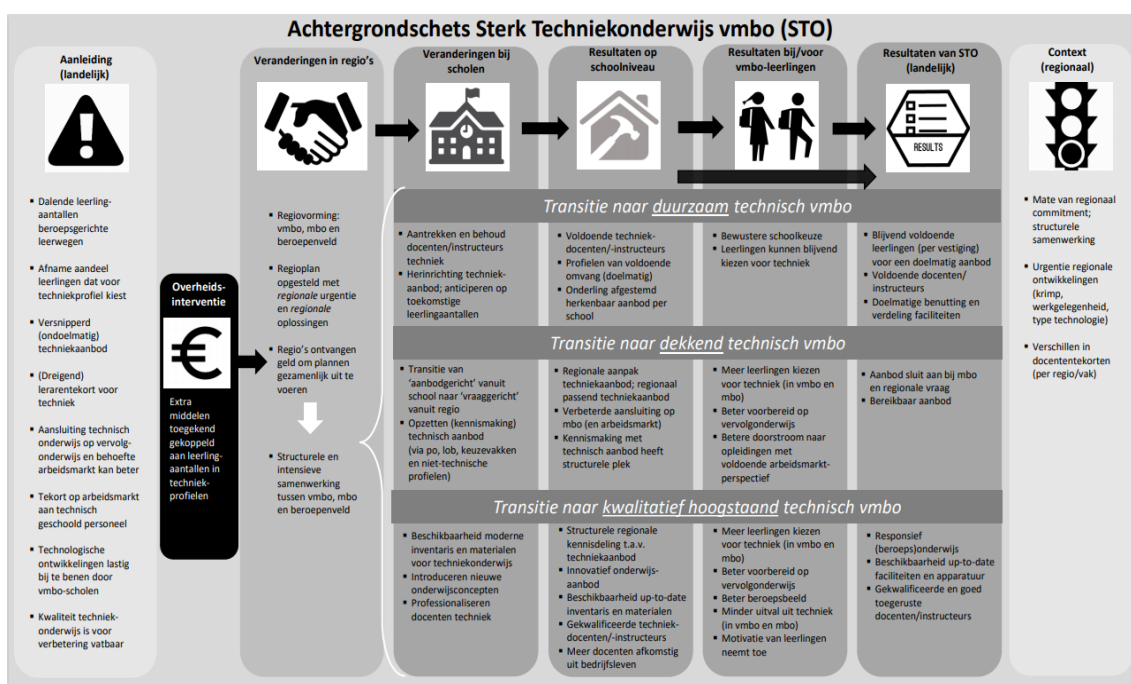 Achtergrondschets Sterk Techniekonderwijs vmbo (STO)
Aanleiding
(landelijk)
▪ Dalende leerling-
aantallen
beroepsgerichte
leerwegen
▪ Afname aandeel
leerlingen dat voor
techniekprofiel kiest
▪ Versnipperd
(ondoelmatig)
techniekaanbod
▪ (Dreigend)
lerarentekort voor
techniek
▪ Aansluiting technisch
onderwijs op vervolg-
onderwijs en behoefte
arbeidsmarkt kan beter
▪ Tekort op arbeidsmarkt
aan technisch
geschoold personeel
▪ Technologische
ontwikkelingen lastig
bij te benen door
vmbo-scholen
▪ Kwaliteit techniek-
onderwijs is voor
verbetering vatbaar
Overheids-
interventie
€
Extra
middelen
toegekend
gekoppeld
aan leerling-
aantallen in
techniek-
profielen
Veranderingen in regio's
▪ Regiovorming:
vmbo, mbo en
beroepenveld
▪ Regioplan
opgesteld met
regionale urgentie
en regionale
oplossingen
▪ Regio's ontvangen
geld om plannen
gezamenlijk uit te
voeren
▪ Structurele en
intensieve
samenwerking
tussen vmbo, mbo
en beroepenveld
Veranderingen bij
scholen
Resultaten op
schoolniveau
Resultaten bij/voor
vmbo-leerlingen
Resultaten van STO
(landelijk)
RESULTS
Transitie naar duurzaam technisch vmbo
▪ Aantrekken en behoud
docenten/instructeurs
techniek
▪ Herinrichting techniek-
aanbod; anticiperen op
toekomstige
leerlingaantallen
▪ Voldoende techniek-
docenten/-instructeurs
▪ Profielen van voldoende
omvang (doelmatig)
▪ Onderling afgestemd
herkenbaar aanbod per
school
▪ Bewustere schoolkeuze
▪ Leerlingen kunnen blijvend
kiezen voor techniek
▪ Blijvend voldoende
leerlingen (per vestiging)
voor een doelmatig aanbod
▪ Voldoende docenten/
instructeurs
▪ Doelmatige benutting en
verdeling faciliteiten
Transitie naar dekkend technisch vmbo
▪ Transitie van
'aanbodgericht' vanuit
school naar 'vraaggericht'
vanuit regio
▪ Opzetten (kennismaking)
technisch aanbod
(via po, lob, keuzevakken
en niet-technische
profielen)
▪ Regionale aanpak
techniekaanbod; regionaal
passend techniekaanbod
▪ Verbeterde aansluiting op
mbo (en arbeidsmarkt)
▪ Kennismaking met
technisch aanbod heeft
structurele plek
▪ Meer leerlingen kiezen
voor techniek (in vmbo en
mbo)
▪ Beter voorbereid op
vervolgonderwijs
▪ Betere doorstroom naar
opleidingen met
voldoende arbeidsmarkt-
perspectief
▪ Aanbod sluit aan bij mbo
en regionale vraag
▪ Bereikbaar aanbod
Transitie naar kwalitatief hoogstaand technisch vmbo
▪ Beschikbaarheid moderne
inventaris en materialen
voor techniekonderwijs
▪ Introduceren nieuwe
onderwijsconcepten
▪ Professionaliseren
docenten techniek
▪ Structurele regionale
kennisdeling t.a.v.
techniekaanbod
▪ Innovatief onderwijs-
aanbod
▪ Beschikbaarheid up-to-date
inventaris en materialen
▪ Gekwalificeerde techniek-
docenten/-instructeurs
▪ Meer docenten afkomstig
uit bedrijfsleven
▪ Meer leerlingen kiezen
voor techniek (in vmbo en
mbo)
▪ Beter voorbereid op
vervolgonderwijs
▪ Beter beroepsbeeld
▪ Minder uitval uit techniek
(in vmbo en mbo)
▪ Motivatie van leerlingen
neemt toe
▪ Responsief
(beroeps)onderwijs
▪ Beschikbaarheid up-to-date
faciliteiten en apparatuur
▪ Gekwalificeerde en goed
toegeruste
docenten/instructeurs
Context
(regionaal)
▪ Mate van regionaal
commitment;
structurele
samenwerking
▪ Urgentie regionale
ontwikkelingen
(krimp,
werkgelegenheid,
type technologie)
▪ Verschillen in
docententekorten
(per regio/vak)